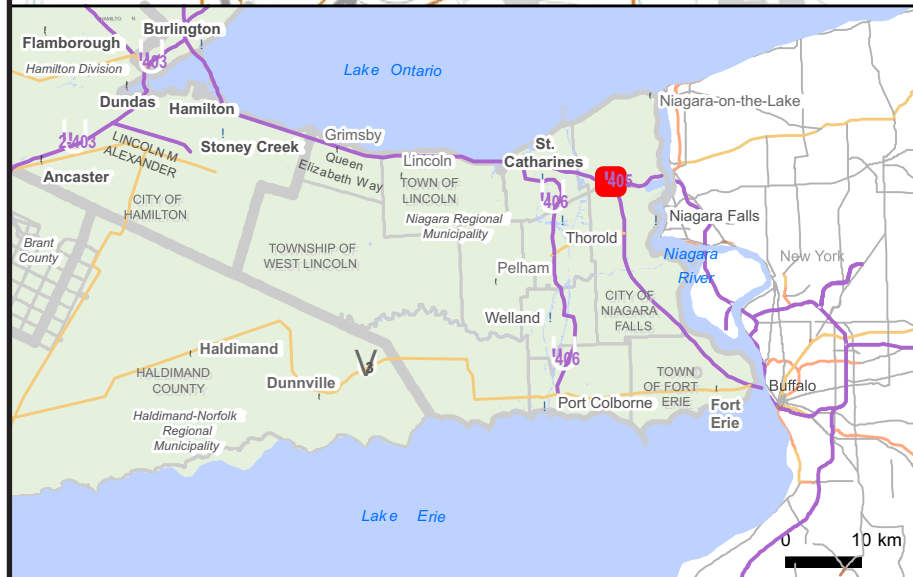 HAMILTO N
Burlington
Flamborough
403
Hamilton Division
Lake Ontario
Dundas
Hamilton
Niagara-on-the-Lake
2 403
LINCOLN M
ALEXANDER
Stoney Creek
Grimsby
Queen
Elizabeth Way
Lincoln
St.
Catharines
405
Ancaster
CITY OF
HAMILTON
TOWN OF
LINCOLN
406
Niagara Regional
Municipality
Niagara Falls
Brant
County
TOWNSHIP OF
WEST LINCOLN
Thorold
Niagara
River
New York
Pelham
CITY OF
NIAGARA
FALLS
Welland
Haldimand
3
406
HALDIMAND
COUNTY
Dunnville
TOWN
OF FORT
ERIE
Buffalo
Port Colborne
Fort
Erie
Haldimand-Norfolk
Regional
Municipality
Lake Erie
0 10 km